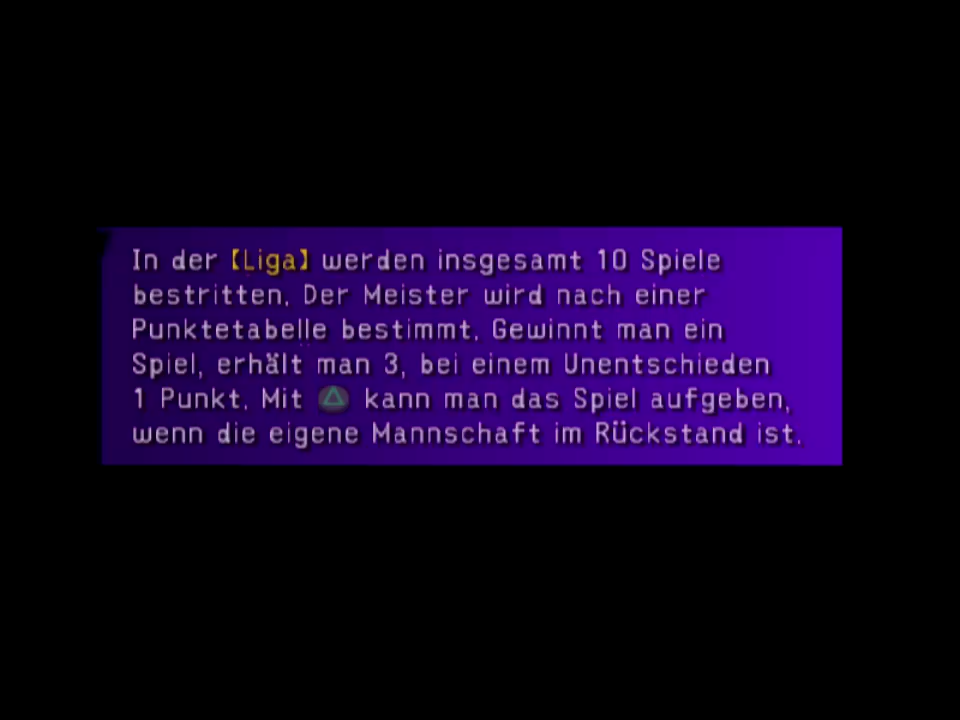 In der 【Liga】 werden insgesamt 10 Spiele
bestritten. Der Meister wird nach einer
Punktetabelle bestimmt. Gewinnt man ein
Spiel, erhält man 3, bei einem Unentschieden
1 Punkt. Mit △ kann man das Spiel aufgeben,
wenn die eigene Mannschaft im Rückstand ist.